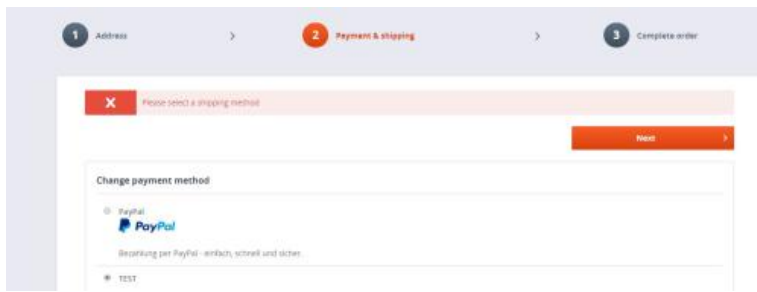 1 Address > 2 Payment & shipping > 3 Complete order
X Please select a shipping method
Next >
Change payment method
PayPal
PayPal
Bezahlung per PayPal - einfach, schnell und sicher.
TEST